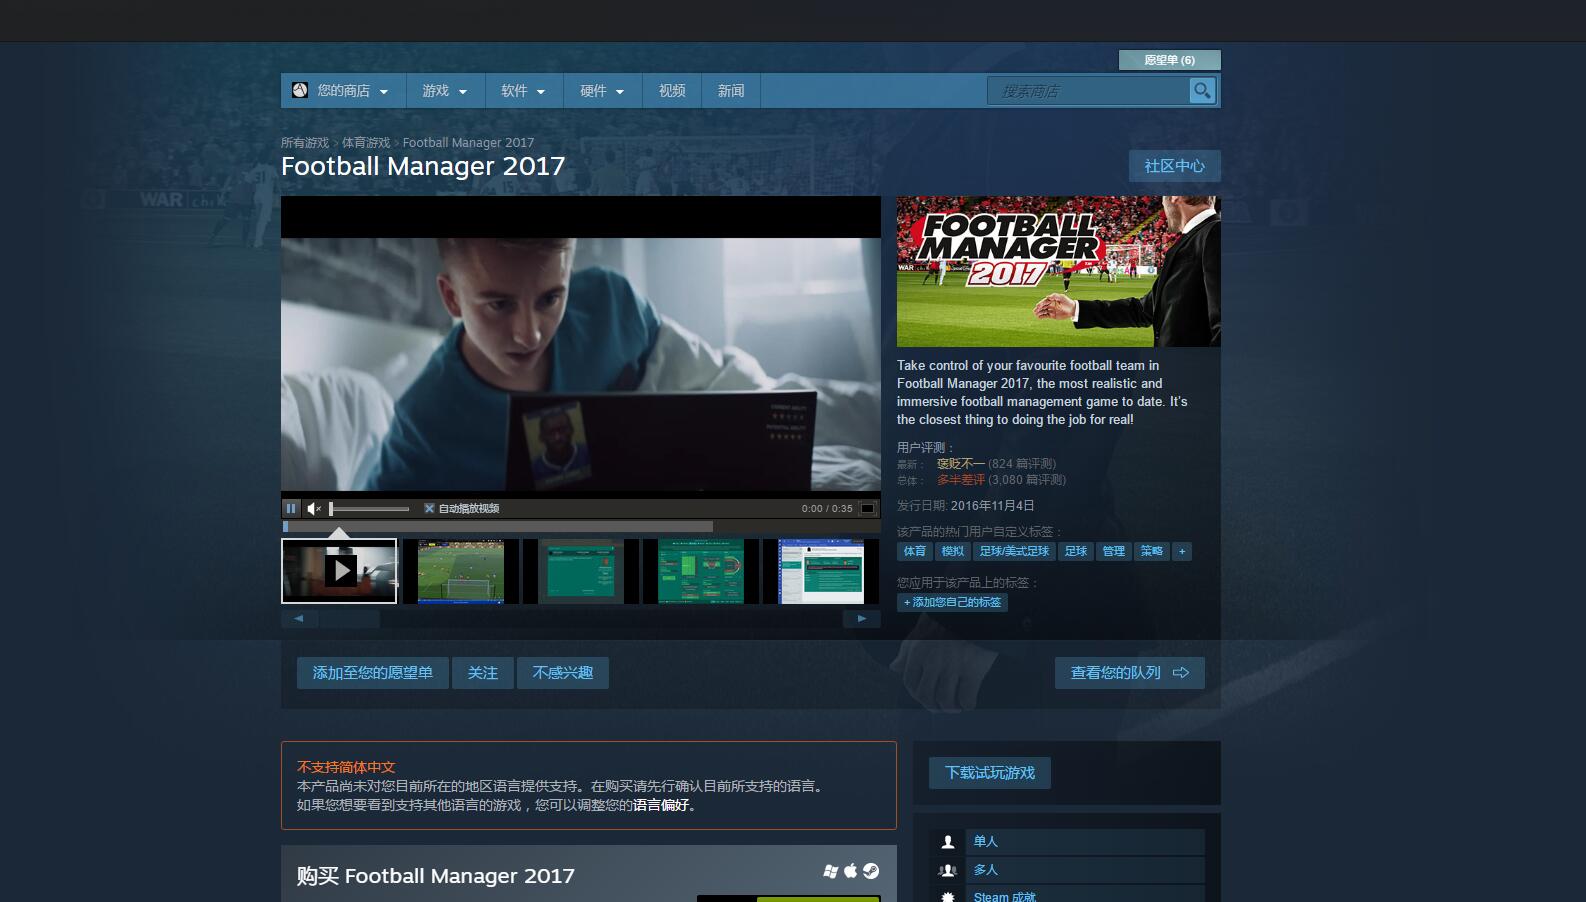 愿望单 (6)
您的商店
游戏
软件
硬件
视频
新闻
搜索商店
所有游戏 > 体育游戏 > Football Manager 2017
Football Manager 2017
社区中心
WAR
FOOTBALL
MANAGER
2017
Take control of your favourite football team in
Football Manager 2017, the most realistic and
immersive football management game to date. It's
the closest thing to doing the job for real!
用户评测：
最新： 褒贬不一 (824 篇评测)
总体： 多半差评 (3,080 篇评测)
发行日期: 2016年11月4日
该产品的热门用户自定义标签：
体育 模拟 足球/美式足球 足球 管理 策略 +
您应用于该产品上的标签：
+ 添加您自己的标签
自动播放视频
0:00 / 0:35
添加至您的愿望单
关注
不感兴趣
查看您的队列
不支持简体中文
本产品尚未对您目前所在的地区语言提供支持。在购买请先行确认目前所支持的语言。
如果您想要看到支持其他语言的游戏，您可以调整您的语言偏好。
下载试玩游戏
单人
多人
Steam 成就
购买 Football Manager 2017